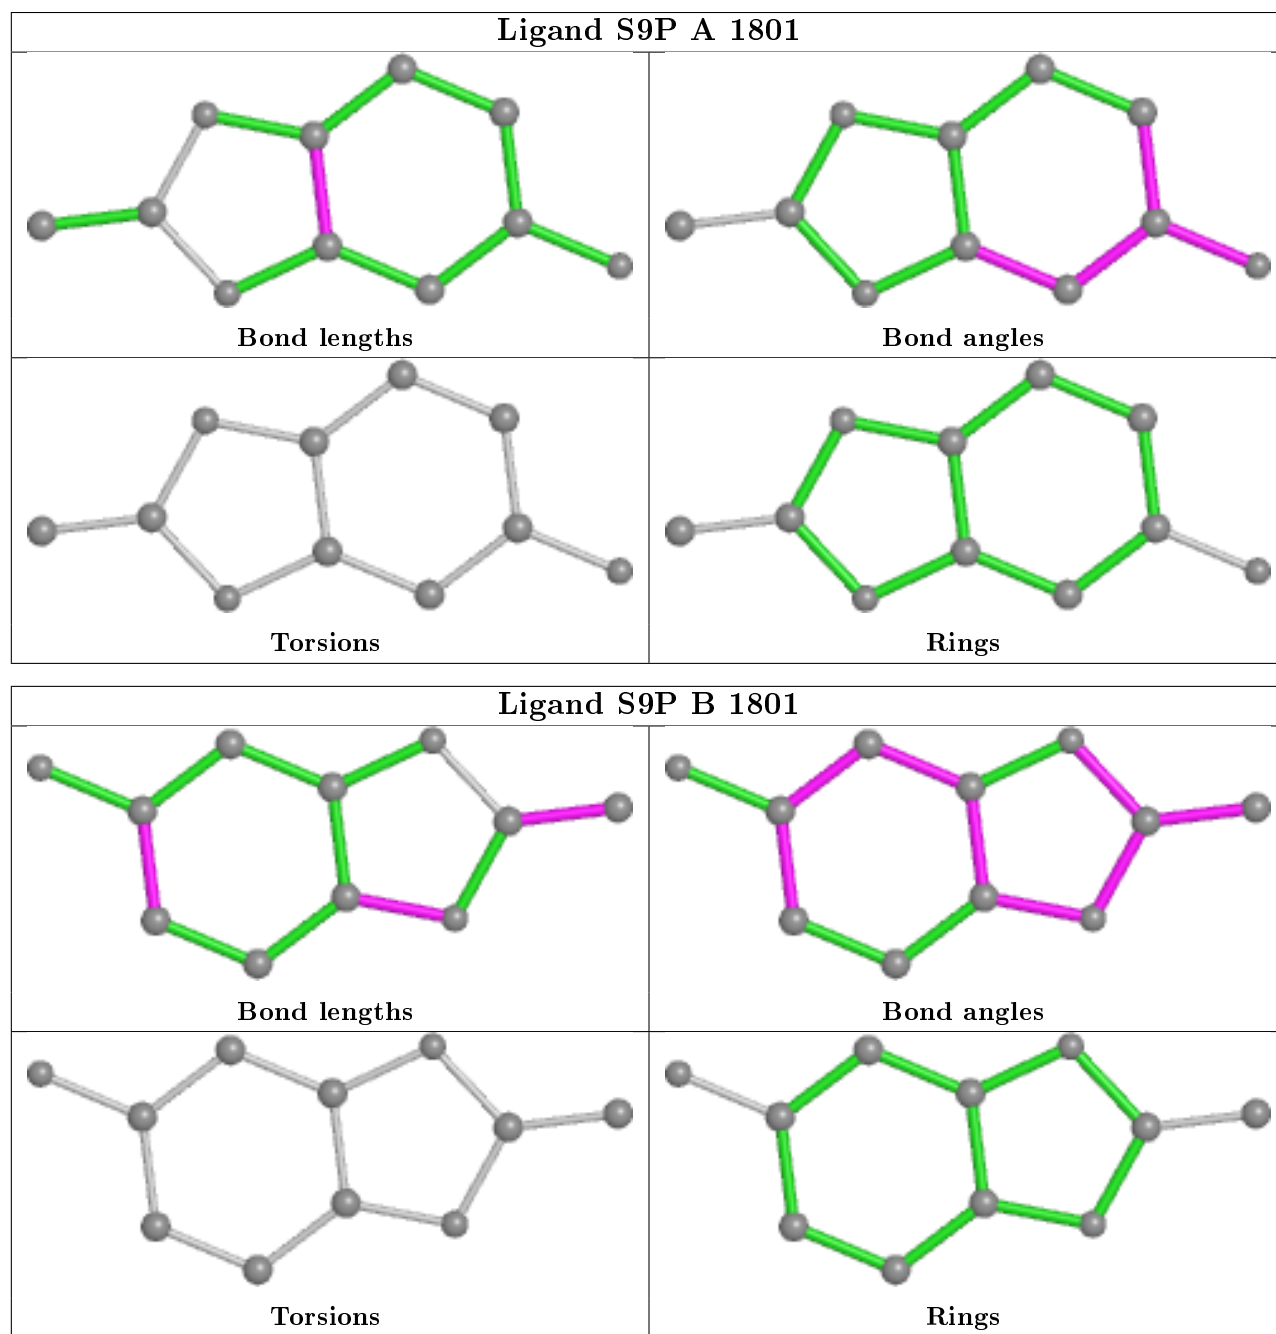 Ligand S9P A 1801
Bond lengths
Bond angles
Torsions
Rings
Ligand S9P B 1801
Bond lengths
Bond angles
Torsions
Rings